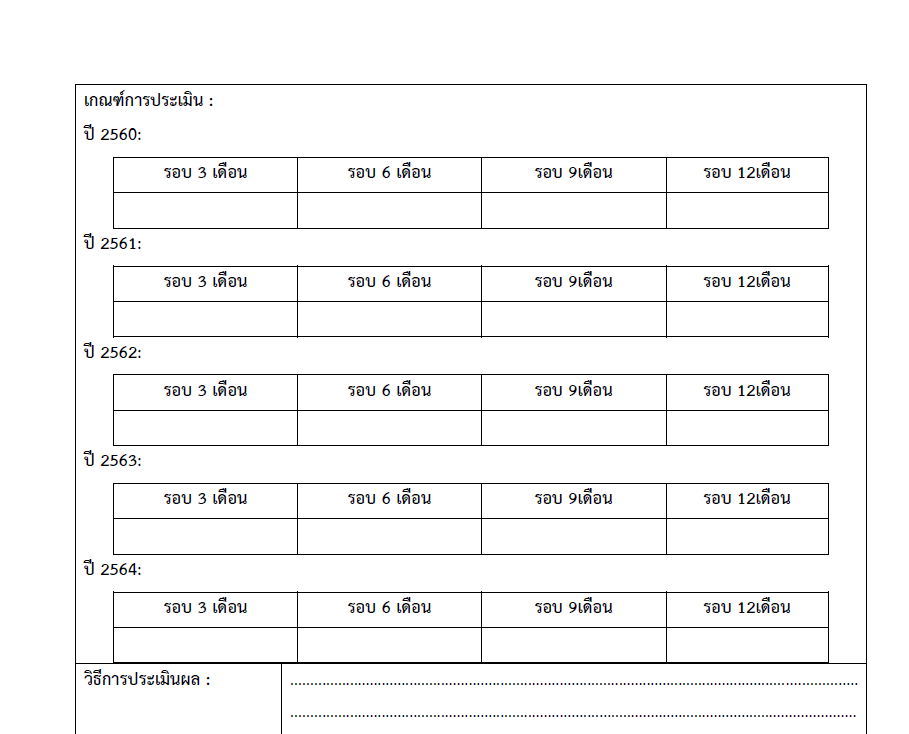 เกณฑ์การประเมิน :
ปี 2560:
รอบ 3 เดือน รอบ 6 เดือน รอบ 9เดือน รอบ 12เดือน
ปี 2561:
รอบ 3 เดือน รอบ 6 เดือน รอบ 9เดือน รอบ 12เดือน
ปี 2562:
รอบ 3 เดือน รอบ 6 เดือน รอบ 9เดือน รอบ 12เดือน
ปี 2563:
รอบ 3 เดือน รอบ 6 เดือน รอบ 9เดือน รอบ 12เดือน
ปี 2564:
รอบ 3 เดือน รอบ 6 เดือน รอบ 9เดือน รอบ 12เดือน
วิธีการประเมินผล : ................................................................................
................................................................................